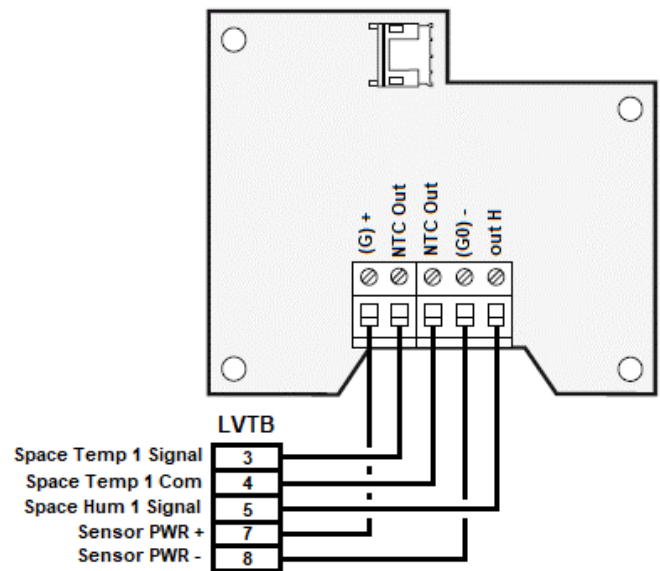 (G) +
NTC Out
NTC Out
(G0) -
out H
LVTB
Space Temp 1 Signal 3
Space Temp 1 Com 4
Space Hum 1 Signal 5
Sensor PWR + 7
Sensor PWR - 8